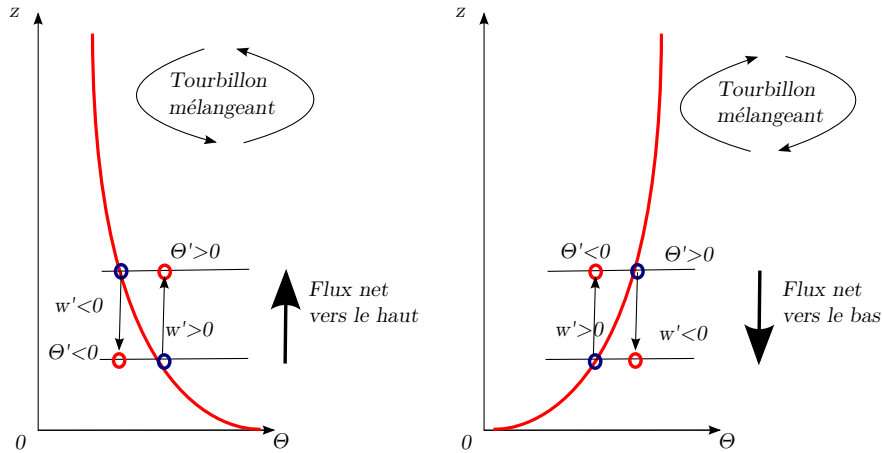 z
Tourbillon
mélangeant
Θ'>0
w'<0
Flux net
vers le haut
w'>0
Θ'<0
0
Θ
z
Tourbillon
mélangeant
Θ'<0
Θ'>0
Flux net
vers le bas
w'>0
w'<0
0
Θ